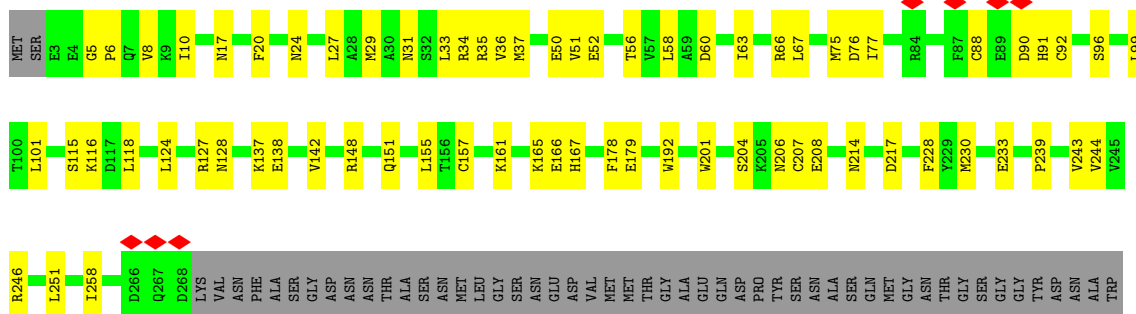 MET SER E3 E4 G5 P6 Q7 V8 K9 I10 N17 F20 N24 L27 A28 M29 A30 N31 S32 L33 R34 R35 V36 M37 E50 V51 E52 T56 V57 L58 A59 D60 I63 R66 L67 M75 D76 I77 R84 F87 C88 E89 D90 H91 C92 S96 L99
T100 L101 S115 K116 D117 L118 L124 R127 N128 K137 E138 V142 R148 Q151 L155 T156 C157 K161 K165 E166 H167 F178 E179 W192 W201 S204 K205 N206 C207 E208 N214 D217 F228 Y229 M230 E233 P239 V243 V244 V245
R246 L251 I258 D266 Q267 D268 LYS VAL ASN PHE ALA SER GLY ASP ASN ASN THR ALA SER ASN MET LEU GLY SER ASN GLU ASP VAL MET MET THR GLY ALA GLU GLN ASP PRO TYR SER ASN ALA SER GLN MET GLY ASN THR GLY SER GLY GLY TYR ASP ASN ALA TRP